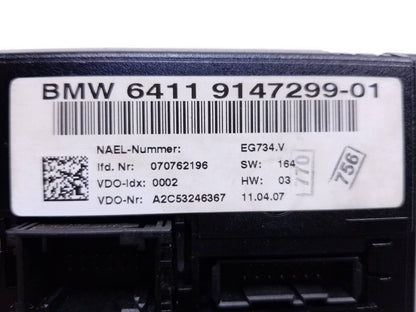 BMW 6411 9147299-01
NAEL-Nummer: EG734.V
lfd. Nr: 070762196 SW: 164
VDO-Idx: 0002 HW: 03
VDO-Nr: A2C53246367 11.04.07
770
756